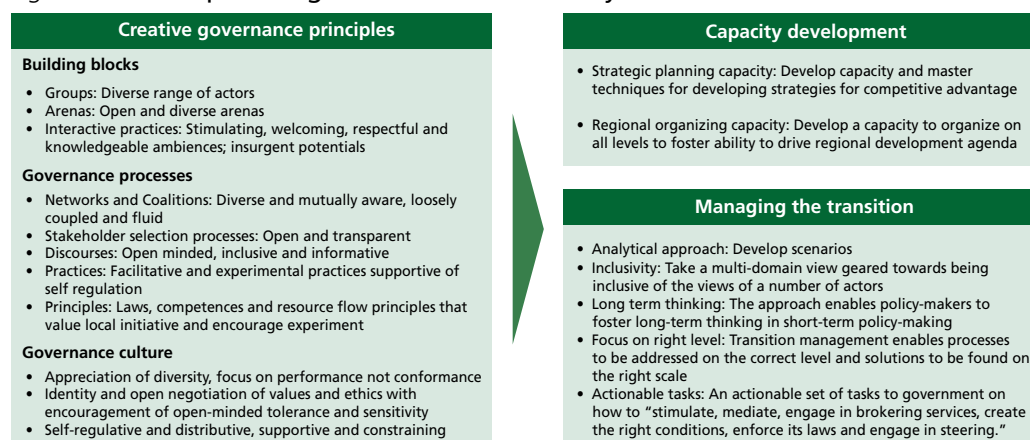 Creative governance principles
Building blocks
• Groups: Diverse range of actors
• Arenas: Open and diverse arenas
• Interactive practices: Stimulating, welcoming, respectful and
knowledgeable ambiences; insurgent potentials
Governance processes
• Networks and Coalitions: Diverse and mutually aware, loosely
coupled and fluid
• Stakeholder selection processes: Open and transparent
• Discourses: Open minded, inclusive and informative
• Practices: Facilitative and experimental practices supportive of
self regulation
• Principles: Laws, competences and resource flow principles that
value local initiative and encourage experiment
Governance culture
• Appreciation of diversity, focus on performance not conformance
• Identity and open negotiation of values and ethics with
encouragement of open-minded tolerance and sensitivity
• Self-regulative and distributive, supportive and constraining
Capacity development
• Strategic planning capacity: Develop capacity and master
techniques for developing strategies for competitive advantage
• Regional organizing capacity: Develop a capacity to organize on
all levels to foster ability to drive regional development agenda
Managing the transition
• Analytical approach: Develop scenarios
• Inclusivity: Take a multi-domain view geared towards being
inclusive of the views of a number of actors
• Long term thinking: The approach enables policy-makers to
foster long-term thinking in short-term policy-making
• Focus on right level: Transition management enables processes
to be addressed on the correct level and solutions to be found on
the right scale
• Actionable tasks: An actionable set of tasks to government on
how to “stimulate, mediate, engage in brokering services, create
the right conditions, enforce its laws and engage in steering.”